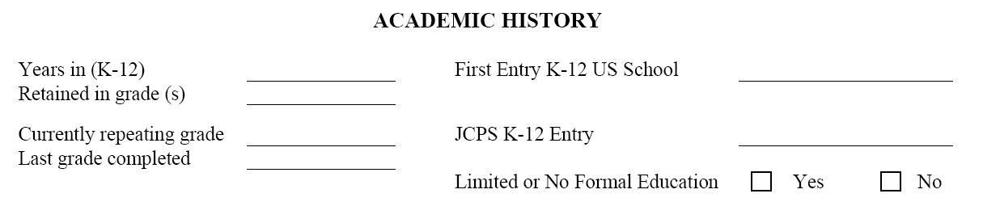 ACADEMIC HISTORY
Years in (K-12) First Entry K-12 US School
Retained in grade (s)
Currently repeating grade JCPS K-12 Entry
Last grade completed
Limited or No Formal Education Yes No